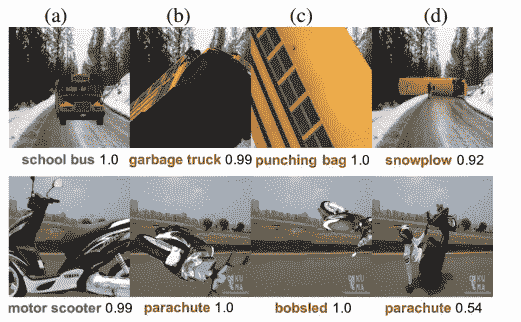 (a) (b) (c) (d)
school bus 1.0 garbage truck 0.99 punching bag 1.0 snowplow 0.92
motor scooter 0.99 parachute 1.0 bobsled 1.0 parachute 0.54